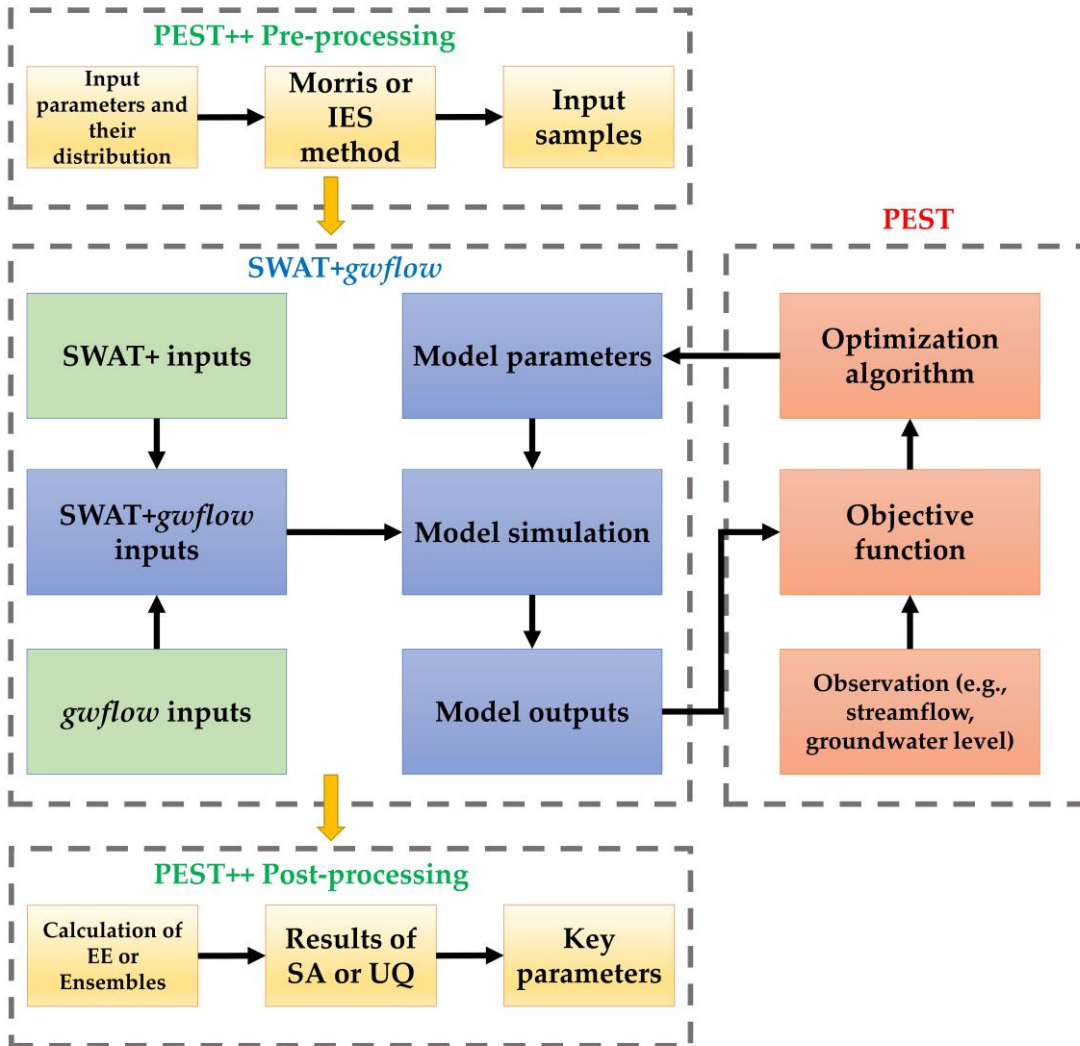 PEST++ Pre-processing
Input
parameters and
their
distribution
Morris or
IES
method
Input
samples
SWAT+gwflow
PEST
SWAT+ inputs
Model parameters
Optimization
algorithm
SWAT+gwflow
inputs
Model simulation
Objective
function
gwflow inputs
Model outputs
Observation (e.g.,
streamflow,
groundwater level)
PEST++ Post-processing
Calculation of
EE or
Ensembles
Results of
SA or UQ
Key
parameters